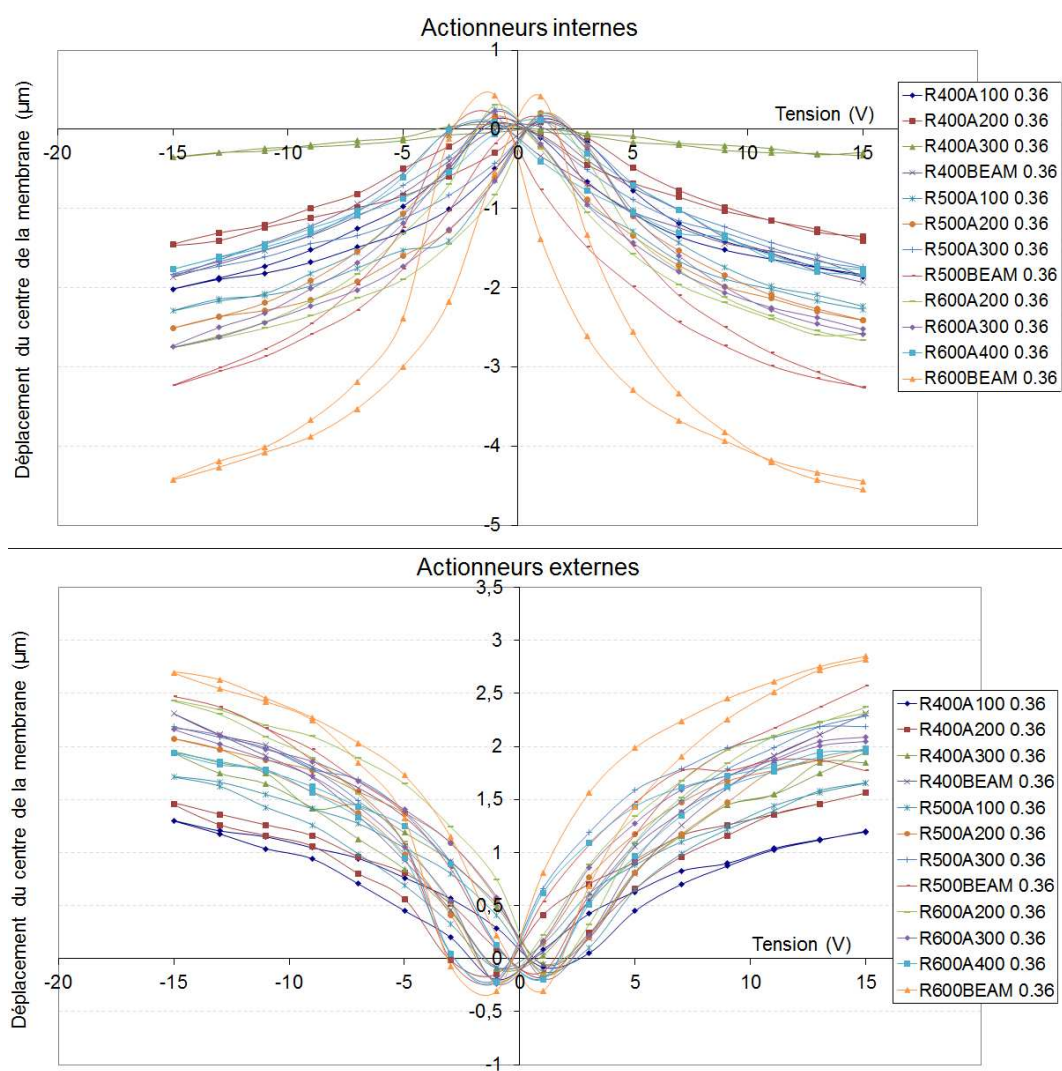 Actionneurs internes
Déplacement du centre de la membrane (µm)
Tension (V)
1
0
-1
-2
-3
-4
-5
-20
-15
-10
-5
0
5
10
15
R400A100 0.36
R400A200 0.36
R400A300 0.36
R400BEAM 0.36
R500A100 0.36
R500A200 0.36
R500A300 0.36
R500BEAM 0.36
R600A200 0.36
R600A300 0.36
R600A400 0.36
R600BEAM 0.36
Actionneurs externes
Déplacement du centre de la membrane (µm)
Tension (V)
3,5
3
2,5
2
1,5
1
0,5
0
-0,5
-1
-20
-15
-10
-5
0
5
10
15
R400A100 0.36
R400A200 0.36
R400A300 0.36
R400BEAM 0.36
R500A100 0.36
R500A200 0.36
R500A300 0.36
R500BEAM 0.36
R600A200 0.36
R600A300 0.36
R600A400 0.36
R600BEAM 0.36